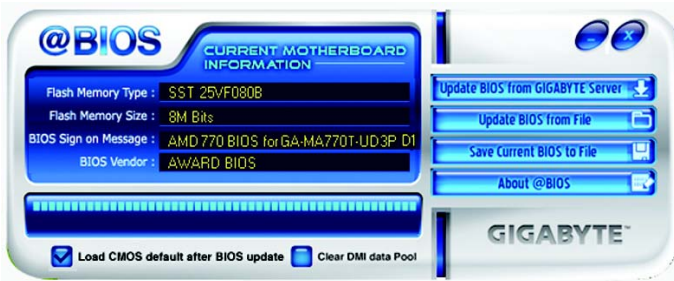 @BIOS
CURRENT MOTHERBOARD
INFORMATION
Flash Memory Type : SST 25VF080B
Flash Memory Size : 8M Bits
BIOS Sign on Message : AMD 770 BIOS for GA-MA770T-UD3P D1
BIOS Vendor : AWARD BIOS
Load CMOS default after BIOS update
Clear DMI data Pool
Update BIOS from GIGABYTE Server
Update BIOS from File
Save Current BIOS to File
About @BIOS
GIGABYTE™